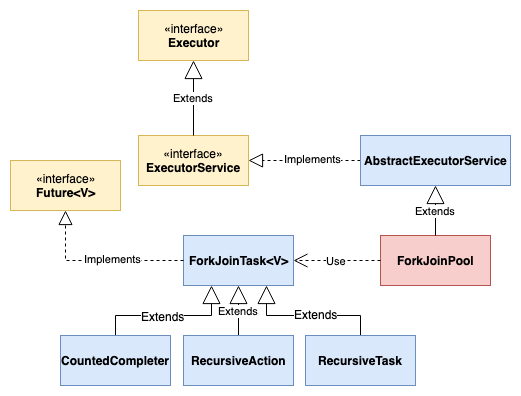 «interface»
Executor
Extends
«interface»
ExecutorService
Implements
AbstractExecutorService
«interface»
Future<V>
Extends
Implements
ForkJoinTask<V>
Use
ForkJoinPool
Extends
Extends
Extends
CountedCompleter
RecursiveAction
RecursiveTask